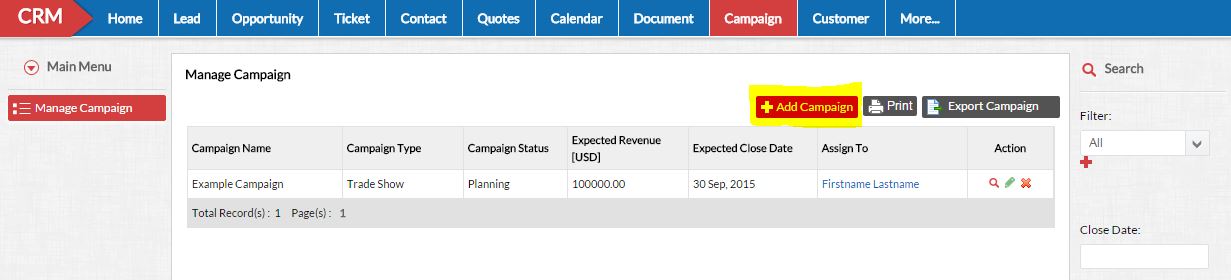 CRM Home Lead Opportunity Ticket Contact Quotes Calendar Document Campaign Customer More...
Main Menu
Manage Campaign
Manage Campaign
Add Campaign Print Export Campaign
Campaign Name Campaign Type Campaign Status Expected Revenue [USD] Expected Close Date Assign To Action
Example Campaign Trade Show Planning 100000.00 30 Sep, 2015 Firstname Lastname
Total Record(s) : 1 Page(s) : 1
Search
Filter:
All
Close Date: